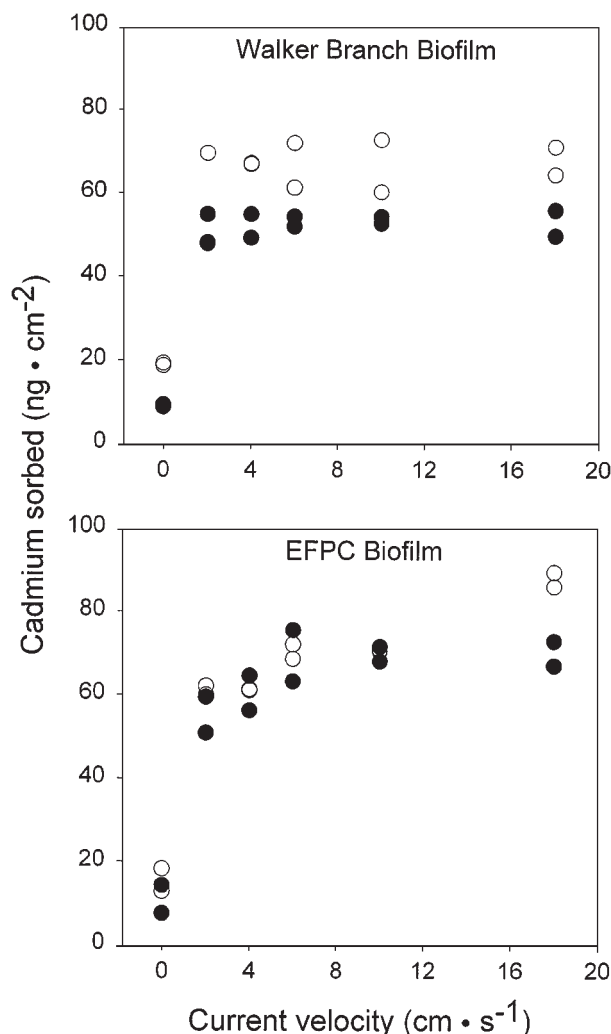 Walker Branch Biofilm
100
80
60
40
20
0
0 4 8 12 16 20
Cadmium sorbed (ng • cm⁻²)
EFPC Biofilm
100
80
60
40
20
0
0 4 8 12 16 20
Current velocity (cm • s⁻¹)